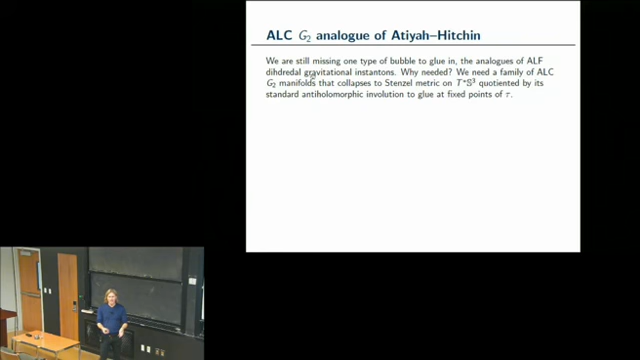 ALC G₂ analogue of Atiyah–Hitchin
We are still missing one type of bubble to glue in, the analogues of ALF
dihdredal gravitational instantons. Why needed? We need a family of ALC
G₂ manifolds that collapses to Stenzel metric on T*S³ quotiented by its
standard antiholomorphic involution to glue at fixed points of τ.